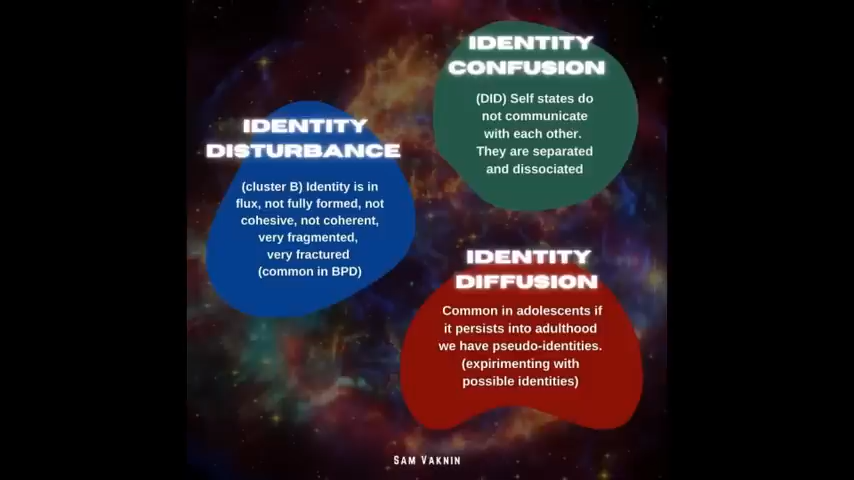 IDENTITY
CONFUSION
(DID) Self states do
not communicate
with each other.
They are separated
and dissociated
IDENTITY
DISTURBANCE
(cluster B) Identity is in
flux, not fully formed, not
cohesive, not coherent,
very fragmented,
very fractured
(common in BPD)
IDENTITY
DIFFUSION
Common in adolescents if
it persists into adulthood
we have pseudo-identities.
(expirimenting with
possible identities)
SAM VAKNIN